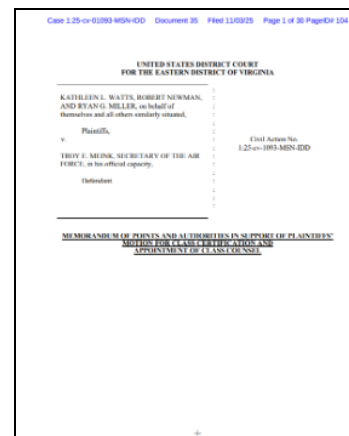 Case 1:25-cv-01093-MSN-IDD Document 35 Filed 11/03/25 Page 1 of 30 PageID# 104
UNITED STATES DISTRICT COURT
FOR THE EASTERN DISTRICT OF VIRGINIA
KATHLEEN L. WATTS, ROBERT NEWMAN,
AND RYAN G. MILLER, on behalf of
themselves and all others similarly situated,
Plaintiffs,
v.
TROY E. MEINK, SECRETARY OF THE AIR
FORCE, in his official capacity,
Defendant.
Civil Action No.
1:25-cv-1093-MSN-IDD
MEMORANDUM OF POINTS AND AUTHORITIES IN SUPPORT OF PLAINTIFFS'
MOTION FOR CLASS CERTIFICATION AND
APPOINTMENT OF CLASS COUNSEL